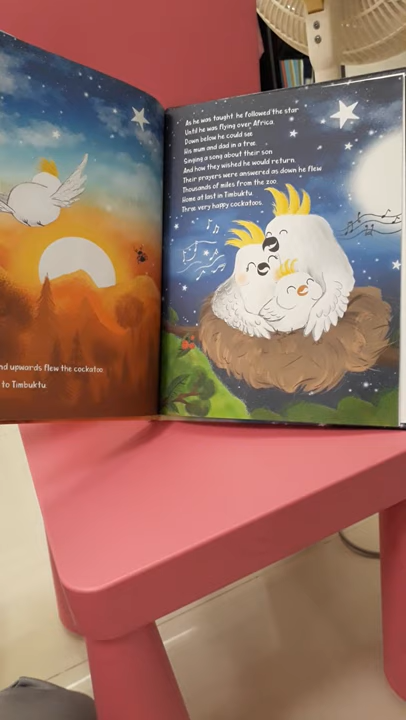 nd upwards flew the cockatoo
to Timbuktu
As he was taught, he followed the star
Until he was flying over Africa.
Down below he could see
His mum and dad in a tree.
Singing a song about their son
And how they wished he would return.
Their prayers were answered as down he flew
Thousands of miles from the zoo.
Home at last in Timbuktu
Three very happy cockatoos.